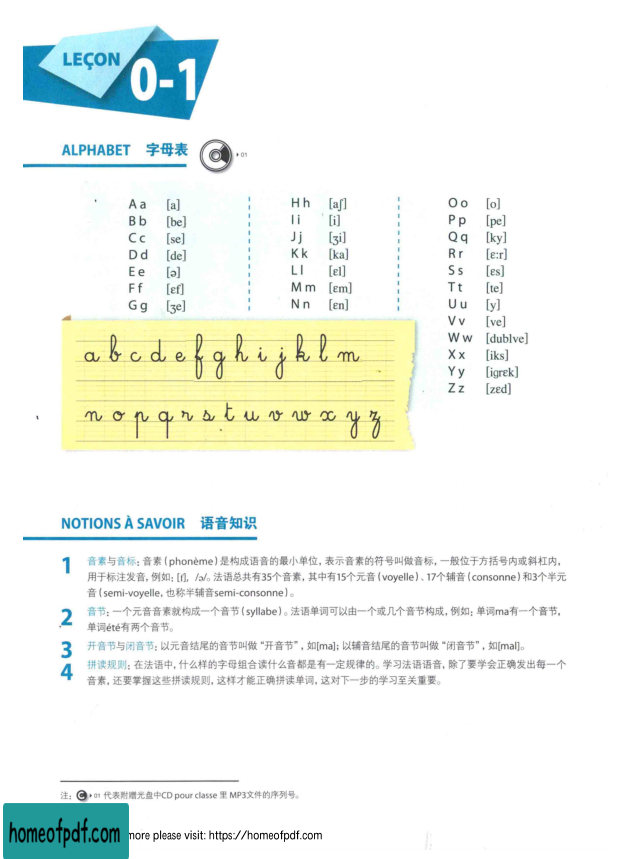 LEÇON
0-1
ALPHABET 字母表
01
A a [a]
B b [be]
C c [se]
D d [de]
E e [ə]
F f [ɛf]
G g [ʒe]
H h [aʃ]
I i [i]
J j [ʒi]
K k [ka]
L l [ɛl]
M m [ɛm]
N n [ɛn]
O o [o]
P p [pe]
Q q [ky]
R r [ɛ:r]
S s [ɛs]
T t [te]
U u [y]
V v [ve]
W w [dublve]
X x [iks]
Y y [igrɛk]
Z z [zɛd]
a b c d e f g h i j k l m
n o p q r s t u v w x y z
NOTIONS À SAVOIR 语音知识
1 音素与音标：音素 (phonème) 是构成语音的最小单位，表示音素的符号叫做音标，一般位于方括号内或斜杠内，
用于标注发音，例如：[ʃ]，/ə/。法语总共有35个音素，其中有15个元音 (voyelle)、17个辅音 (consonne) 和3个半元
音 (semi-voyelle，也称半辅音semi-consonne)。
2 音节：一个元音音素就构成一个音节 (syllabe)。法语单词可以由一个或几个音节构成，例如：单词ma有一个音节，
单词été有两个音节。
3 开音节与闭音节：以元音结尾的音节叫做“开音节”，如[ma]；以辅音结尾的音节叫做“闭音节”，如[mal]。
4 拼读规则：在法语中，什么样的字母组合读什么音都是有一定规律的。学习法语语音，除了要学会正确发出每一个
音素，还要掌握这些拼读规则，这样才能正确拼读单词，这对下一步的学习至关重要。
注： 01 代表附赠光盘中CD pour classe 里 MP3文件的序列号。
homeofpdf.com more please visit: https://homeofpdf.com